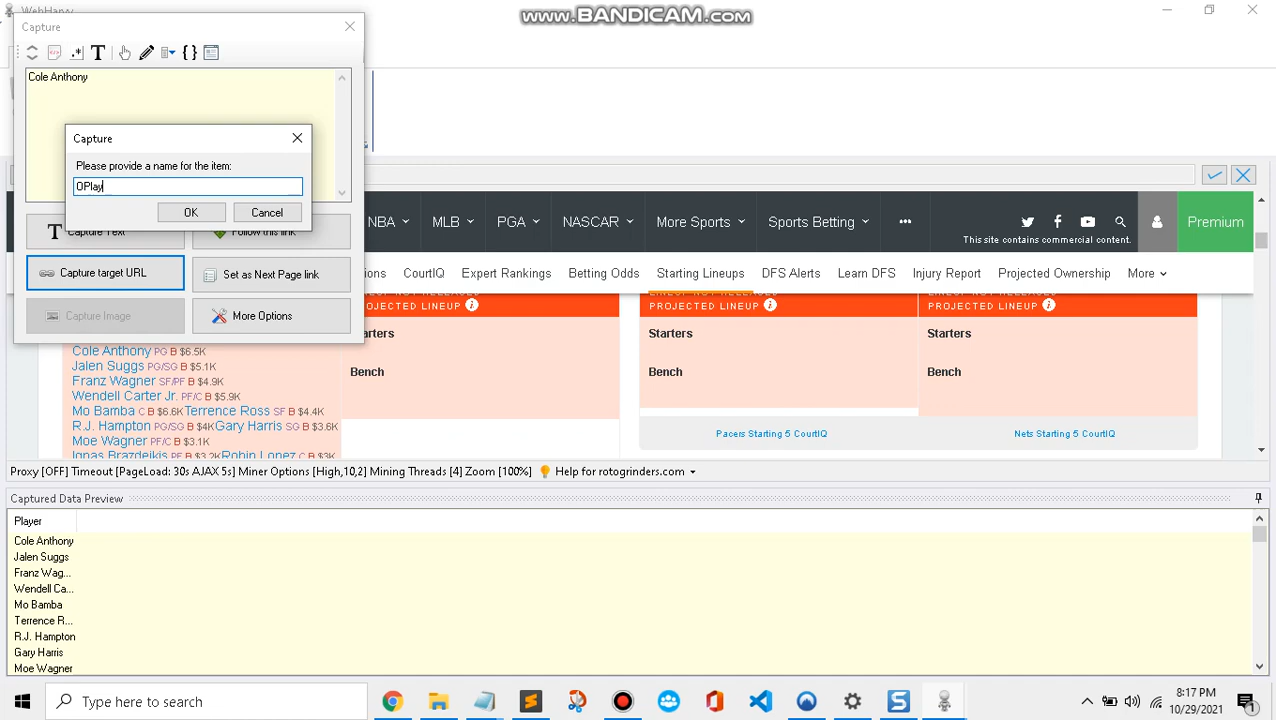 WebHarvy
www.BANDICAM.com
Capture
T
{ }
Cole Anthony
Capture
Please provide a name for the item:
OPlay
OK
Cancel
T
Capture Text
Follow this link
Capture target URL
Set as Next Page link
Capture Image
More Options
NBA
MLB
PGA
NASCAR
More Sports
Sports Betting
•••
This site contains commercial content.
Premium
CourtIQ
Expert Rankings
Betting Odds
Starting Lineups
DFS Alerts
Learn DFS
Injury Report
Projected Ownership
More
PROJECTED LINEUP
PROJECTED LINEUP
PROJECTED LINEUP
Starters
Starters
Bench
Bench
Bench
Cole Anthony PG B $6.5K
Jalen Suggs PG/SG B $5.1K
Franz Wagner SF/PF B $4.9K
Wendell Carter Jr. PF/C B $5.9K
Mo Bamba C B $6.6K Terrence Ross SF B $4.4K
R.J. Hampton PG/SG B $4K Gary Harris SG B $3.6K
Moe Wagner PF/C B $3.1K
Ignas Brazdeikis PF B $3.2K Robin Lopez C B $3K
Pacers Starting 5 CourtIQ
Nets Starting 5 CourtIQ
Proxy [OFF] Timeout [PageLoad: 30s AJAX 5s] Miner Options [High,10,2] Mining Threads [4] Zoom [100%]
Help for rotogrinders.com
Captured Data Preview
Player
Cole Anthony
Jalen Suggs
Franz Wag...
Wendell Ca...
Mo Bamba
Terrence R...
R.J. Hampton
Gary Harris
Moe Wagner
Type here to search
8:17 PM
10/29/2021
1